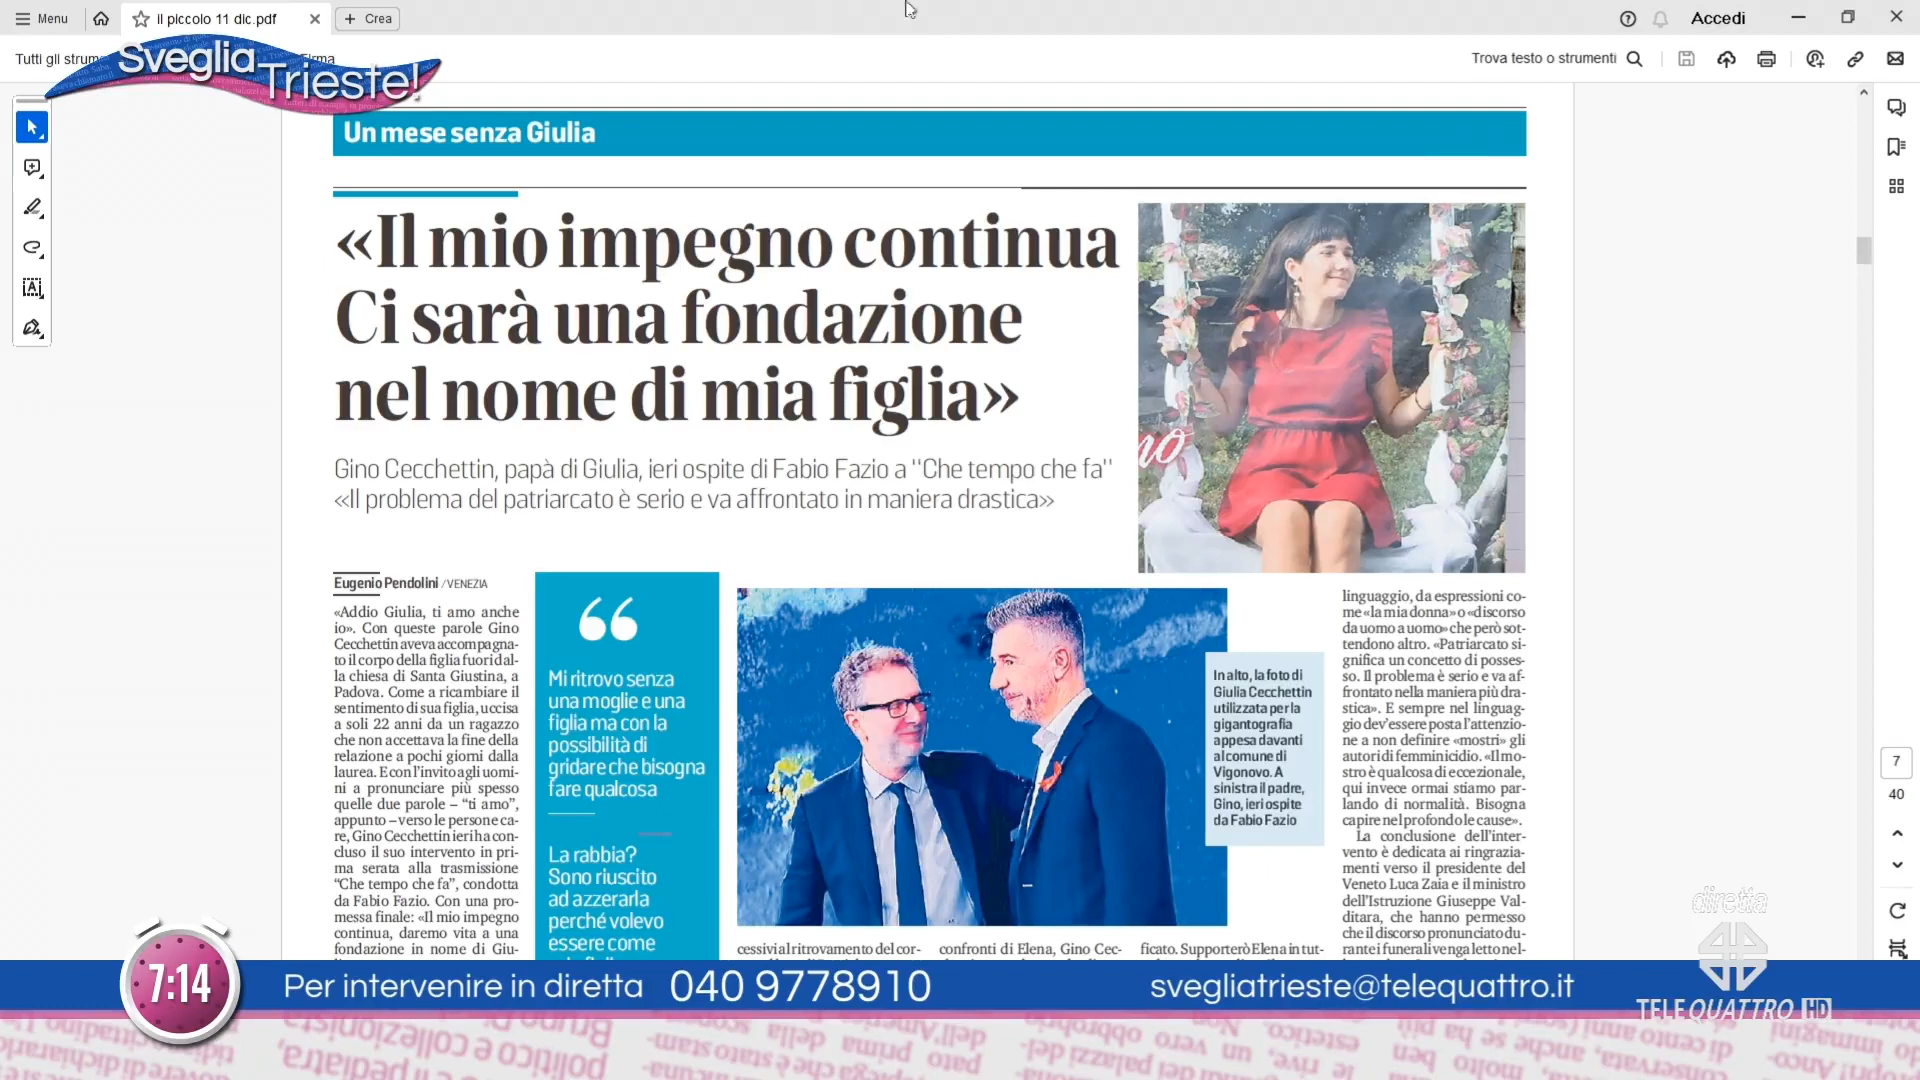 Menu
il piccolo 11 dic.pdf
Crea
Accedi
Tutti gli strum
Firma
Trova testo o strumenti
Sveglia
Trieste!
Un mese senza Giulia
«Il mio impegno continua
Ci sarà una fondazione
nel nome di mia figlia»
Gino Cecchettin, papà di Giulia, ieri ospite di Fabio Fazio a "Che tempo che fa"
«Il problema del patriarcato è serio e va affrontato in maniera drastica»
Eugenio Pendolini / VENEZIA
«Addio Giulia, ti amo anche
io». Con queste parole Gino
Cecchettin aveva accompagna-
to il corpo della figlia fuori dal-
la chiesa di Santa Giustina, a
Padova. Come a ricambiare il
sentimento di sua figlia, uccisa
a soli 22 anni da un ragazzo
che non accettava la fine della
relazione a pochi giorni dalla
laurea. E con l'invito agli uomi-
ni a pronunciare più spesso
quelle due parole – "ti amo",
appunto – verso le persone ca-
re, Gino Cecchettin ieri ha con-
cluso il suo intervento in pri-
ma serata alla trasmissione
"Che tempo che fa", condotta
da Fabio Fazio. Con una pro-
messa finale: «Il mio impegno
continua, daremo vita a una
fondazione in nome di Giu-
Mi ritrovo senza
una moglie e una
figlia ma con la
possibilità di
gridare che bisogna
fare qualcosa
La rabbia?
Sono riuscito
ad azzerarla
perché volevo
essere come
In alto, la foto di
Giulia Cecchettin
utilizzata per la
gigantografia
appesa davanti
al comune di
Vigonovo. A
sinistra il padre,
Gino, ieri ospite
da Fabio Fazio
cessivi al ritrovamento del cor-
confronti di Elena, Gino Cec-
ficato. Supporterò Elena in tut-
linguaggio, da espressioni co-
me «la mia donna» o «discorso
da uomo a uomo» che però sot-
tendono altro. «Patriarcato si-
gnifica un concetto di posses-
so. Il problema è serio e va af-
frontato nella maniera più dra-
stica». E sempre nel linguag-
gio dev'essere posta l'attenzio-
ne a non definire «mostri» gli
autori di femminicidio. «Il mo-
stro è qualcosa di eccezionale,
qui invece ormai stiamo par-
lando di normalità. Bisogna
capire nel profondo le cause».
La conclusione dell'inter-
vento è dedicata ai ringrazia-
menti verso il presidente del
Veneto Luca Zaia e il ministro
dell'Istruzione Giuseppe Val-
ditara, che hanno permesso
che il discorso pronunciato du-
rante i funerali venga letto nel-
7
40
diretta
7:14
Per intervenire in diretta 040 9778910
svegliatrieste@telequattro.it
TELEQUATTRO HD